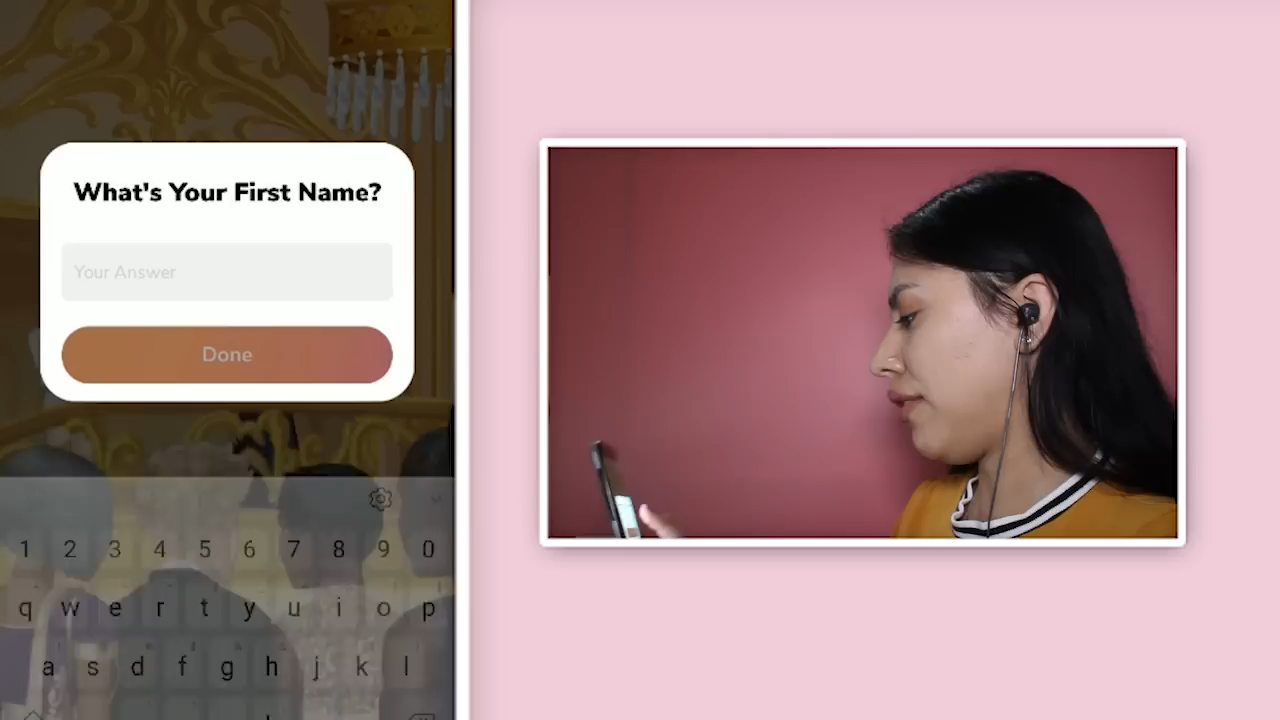 What's Your First Name?
Your Answer
Done
1 2 3 4 5 6 7 8 9 0
q w e r t y u i o p
a s d f g h j k l